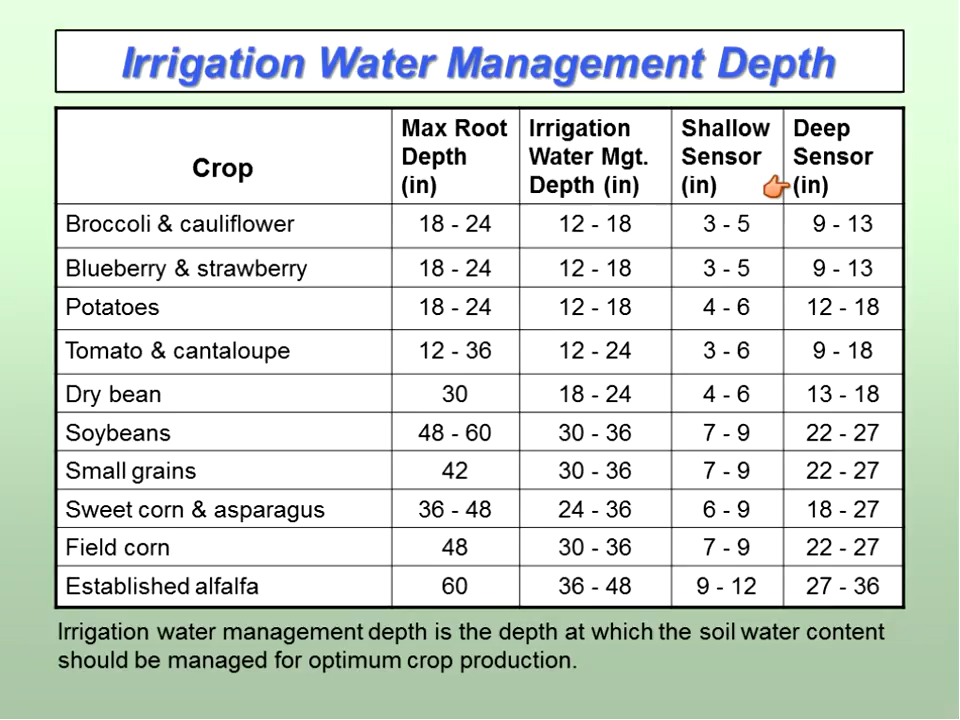 Irrigation Water Management Depth
Crop Max Root Depth (in) Irrigation Water Mgt. Depth (in) Shallow Sensor (in) Deep Sensor (in)
Broccoli & cauliflower 18 - 24 12 - 18 3 - 5 9 - 13
Blueberry & strawberry 18 - 24 12 - 18 3 - 5 9 - 13
Potatoes 18 - 24 12 - 18 4 - 6 12 - 18
Tomato & cantaloupe 12 - 36 12 - 24 3 - 6 9 - 18
Dry bean 30 18 - 24 4 - 6 13 - 18
Soybeans 48 - 60 30 - 36 7 - 9 22 - 27
Small grains 42 30 - 36 7 - 9 22 - 27
Sweet corn & asparagus 36 - 48 24 - 36 6 - 9 18 - 27
Field corn 48 30 - 36 7 - 9 22 - 27
Established alfalfa 60 36 - 48 9 - 12 27 - 36
Irrigation water management depth is the depth at which the soil water content
should be managed for optimum crop production.